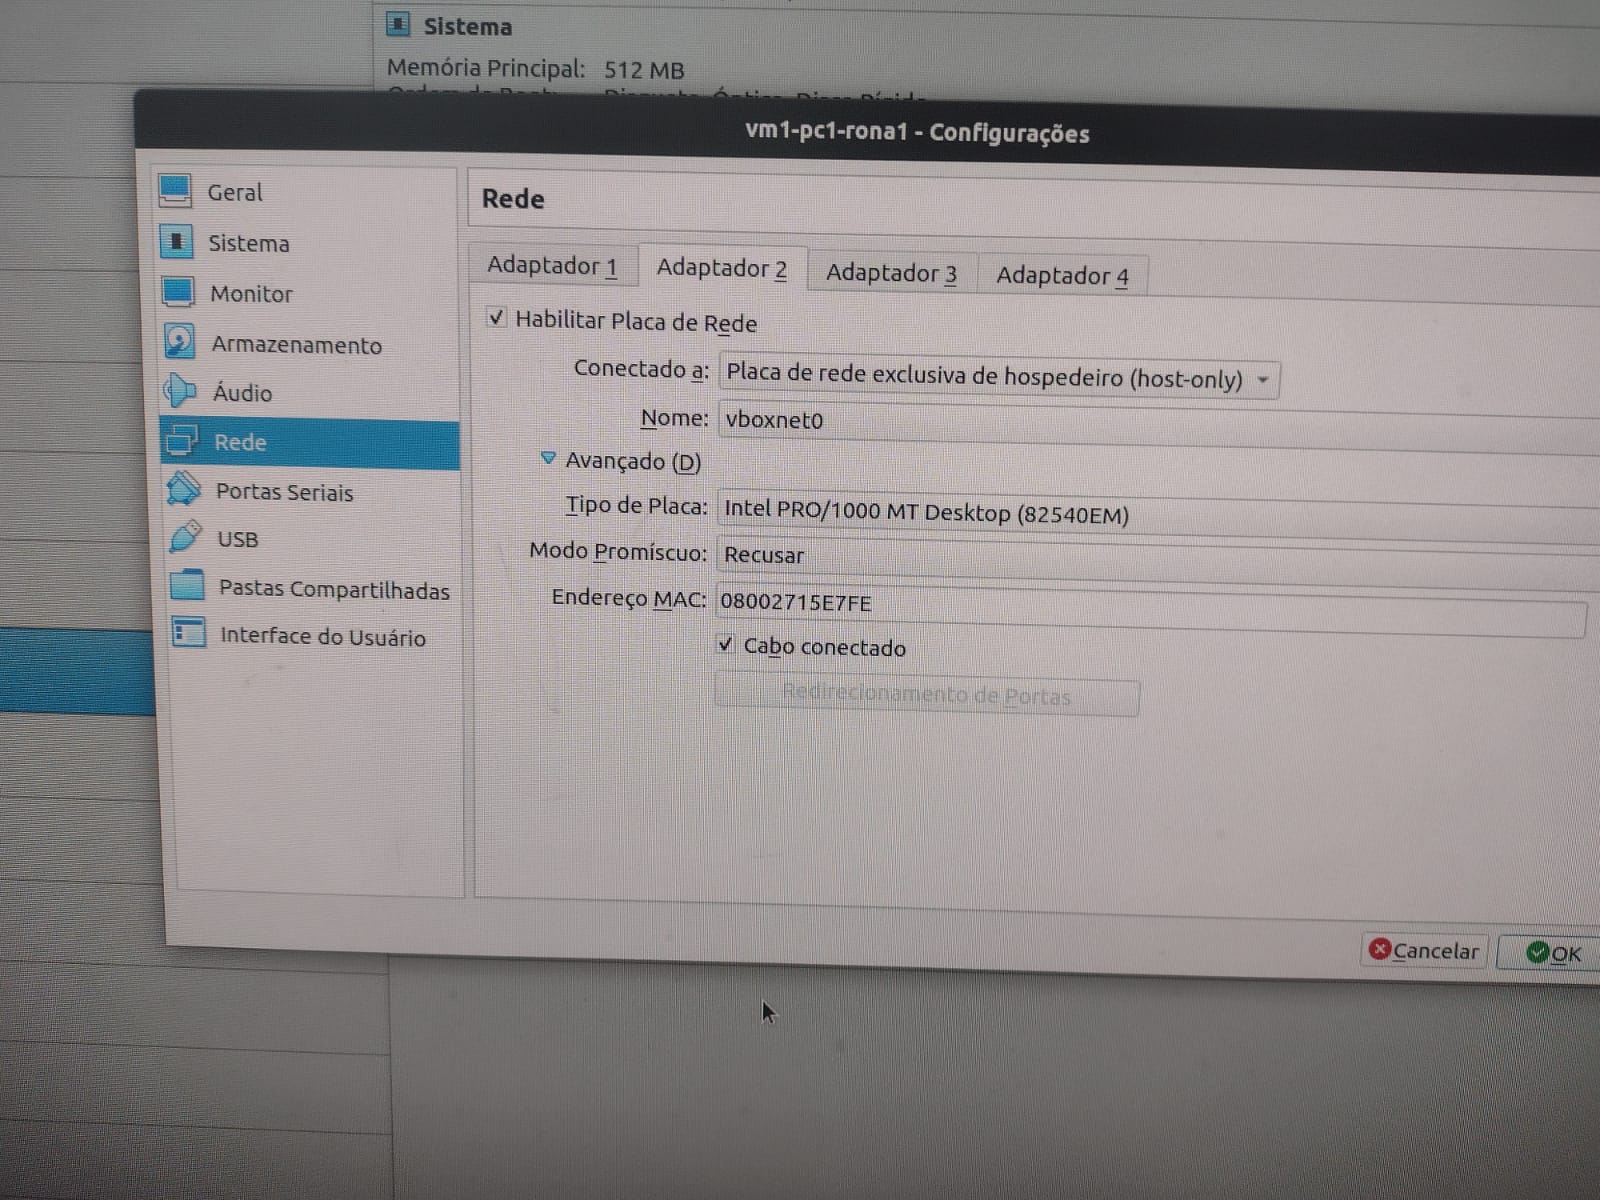 Sistema
Memória Principal: 512 MB
vm1-pc1-rona1 - Configurações
Geral
Sistema
Monitor
Armazenamento
Áudio
Rede
Portas Seriais
USB
Pastas Compartilhadas
Interface do Usuário
Rede
Adaptador 1
Adaptador 2
Adaptador 3
Adaptador 4
Habilitar Placa de Rede
Conectado a: Placa de rede exclusiva de hospedeiro (host-only)
Nome: vboxnet0
Avançado (D)
Tipo de Placa: Intel PRO/1000 MT Desktop (82540EM)
Modo Promíscuo: Recusar
Endereço MAC: 08002715E7FE
Cabo conectado
Redirecionamento de Portas
Cancelar
OK